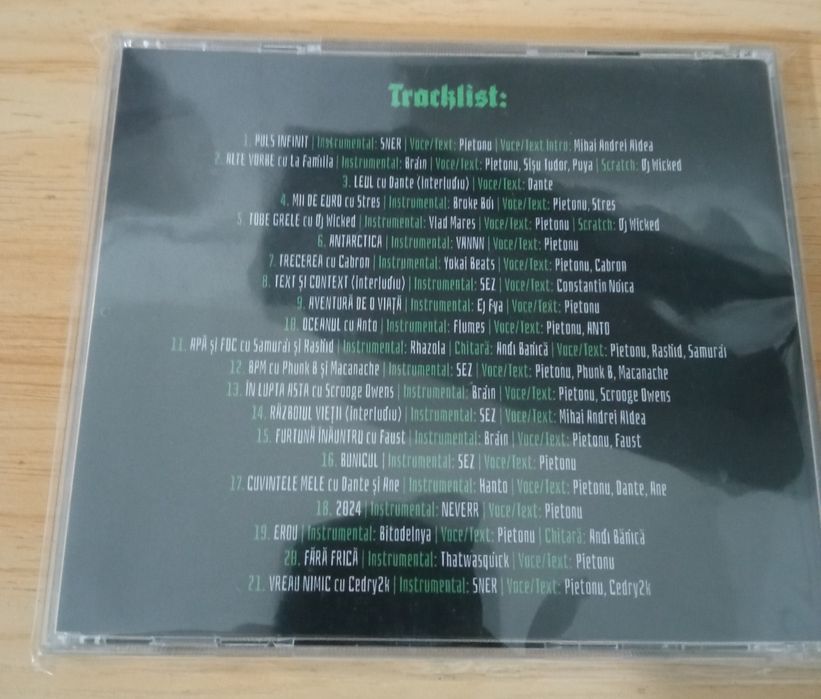 Tracklist:
1. PULS INFINIT | Instrumental: SNER | Voce/Text: Pietonu | Voce/Text Intro: Mihai Andrei Aldea
2. ALTE VORBE cu La Familia | Instrumental: Brain | Voce/Text: Pietonu, Sișu Tudor, Puya | Scratch: Dj Wicked
3. LEUL cu Dante (Interludiu) | Voce/Text: Dante
4. MII DE EURO cu Stres | Instrumental: Broke Boi | Voce/Text: Pietonu, Stres
5. TOBE GRELE cu Dj Wicked | Instrumental: Vlad Mares | Voce/Text: Pietonu | Scratch: Dj Wicked
6. ANTARCTICA | Instrumental: VANNN | Voce/Text: Pietonu
7. TRECEREA cu Cabron | Instrumental: Yokai Beats | Voce/Text: Pietonu, Cabron
8. TEXT ȘI CONTEXT (Interludiu) | Instrumental: SEZ | Voce/Text: Constantin Noica
9. AVENTURĂ DE O VIAȚĂ | Instrumental: Ej Fya | Voce/Text: Pietonu
10. OCEANUL cu Anto | Instrumental: Flumes | Voce/Text: Pietonu, ANTO
11. APĂ și FOC cu Samurai și Rashid | Instrumental: Rhazola | Chitară: Andi Banica | Voce/Text: Pietonu, Rashid, Samurai
12. BPM cu Phunk B și Macanache | Instrumental: SEZ | Voce/Text: Pietonu, Phunk B, Macanache
13. ÎN LUPTA ASTA cu Scrooge Owens | Instrumental: Brain | Voce/Text: Pietonu, Scrooge Owens
14. RĂZBOIUL VIEȚII (Interludiu) | Instrumental: SEZ | Voce/Text: Mihai Andrei Aldea
15. FURTUNĂ ÎNĂUNTRU cu Faust | Instrumental: Brain | Voce/Text: Pietonu, Faust
16. BUNICUL | Instrumental: SEZ | Voce/Text: Pietonu
17. CUVINTELE MELE cu Dante și Ane | Instrumental: Hanto | Voce/Text: Pietonu, Dante, Ane
18. 2024 | Instrumental: NEVERR | Voce/Text: Pietonu
19. EROU | Instrumental: Bitodelnya | Voce/Text: Pietonu | Chitară: Andi Bănică
20. FĂRĂ FRICĂ | Instrumental: Thatwasquick | Voce/Text: Pietonu
21. VREAU NIMIC cu Cedry2k | Instrumental: SNER | Voce/Text: Pietonu, Cedry2k